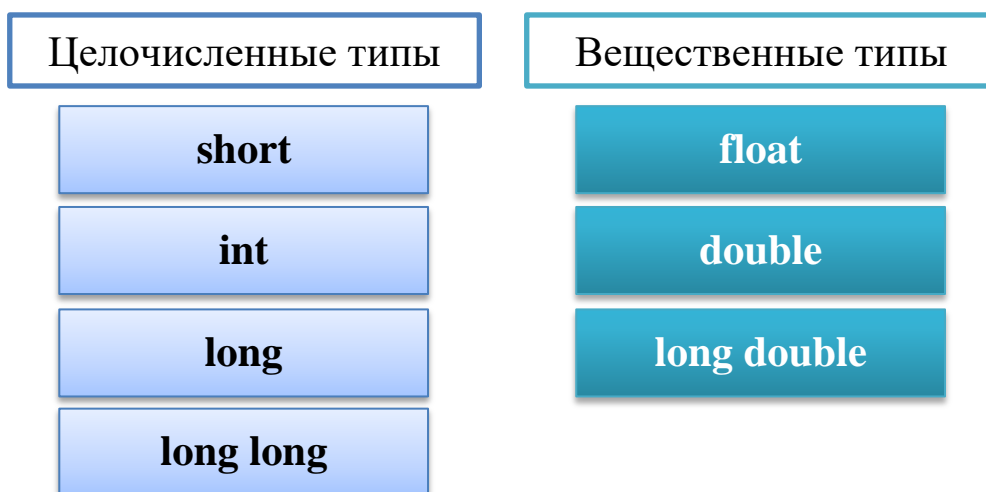 Целочисленные типы
short
int
long
long long
Вещественные типы
float
double
long double